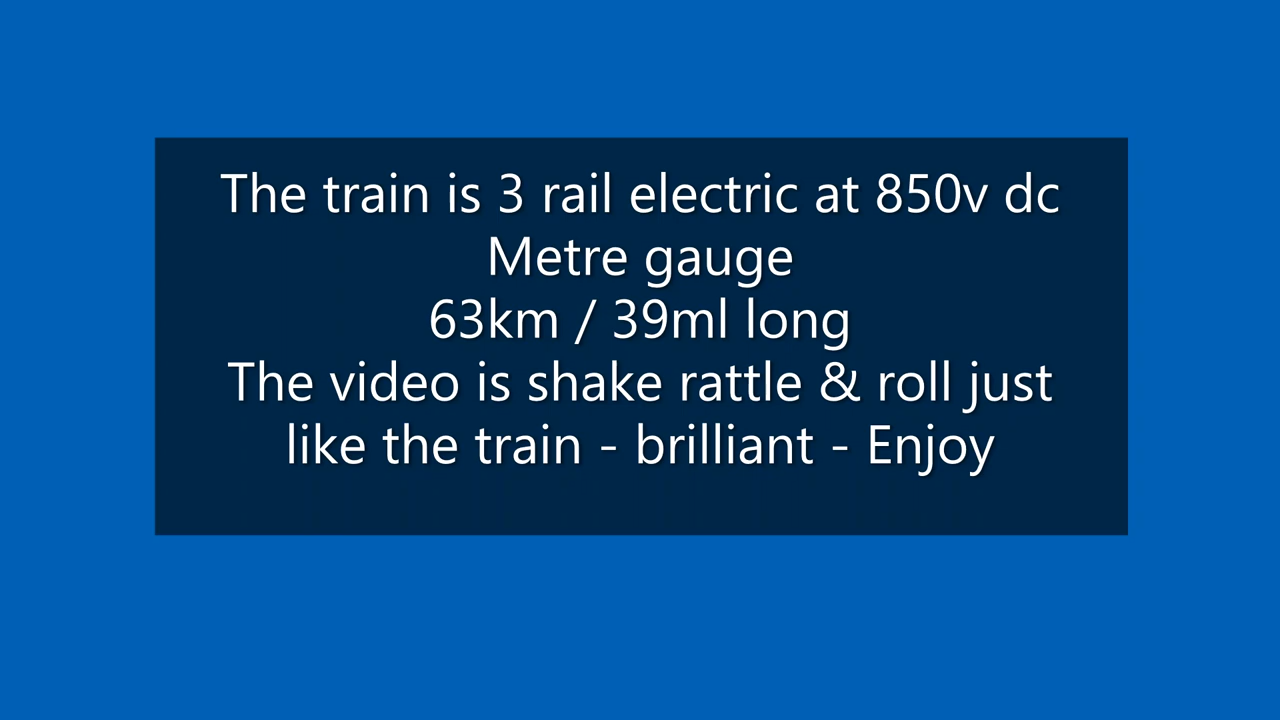 The train is 3 rail electric at 850v dc
Metre gauge
63km / 39ml long
The video is shake rattle & roll just
like the train - brilliant - Enjoy